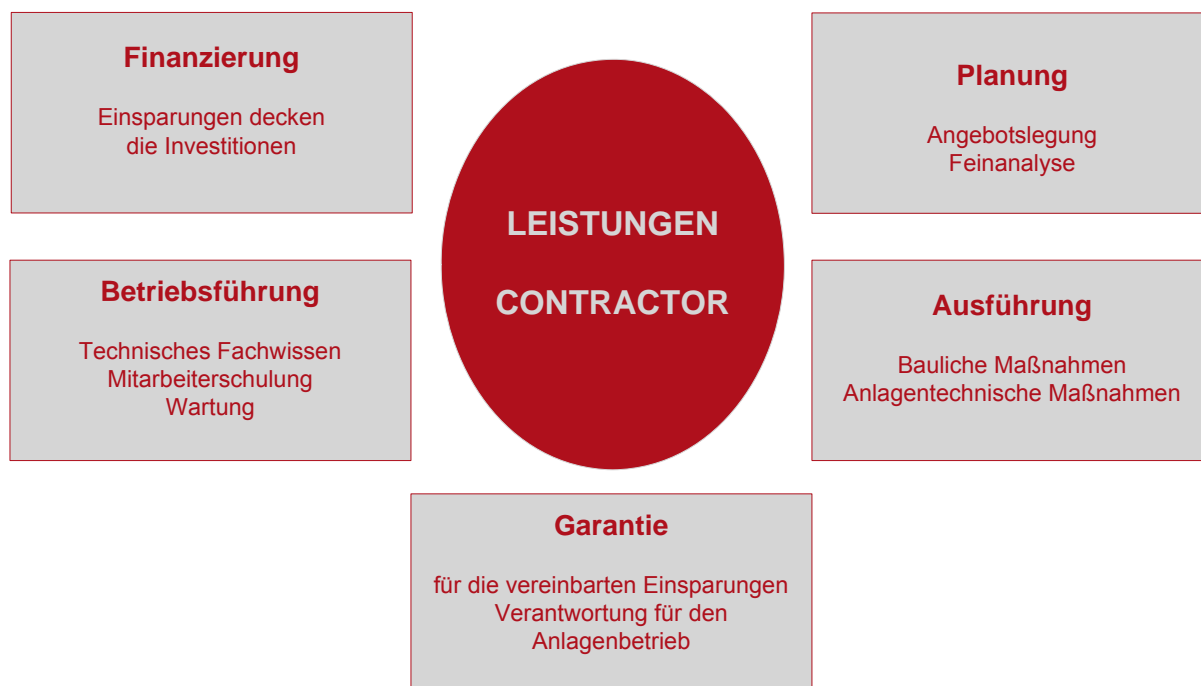 Finanzierung
Einsparungen decken
die Investitionen
Planung
Angebotslegung
Feinanalyse
LEISTUNGEN
CONTRACTOR
Betriebsführung
Technisches Fachwissen
Mitarbeiterschulung
Wartung
Ausführung
Bauliche Maßnahmen
Anlagentechnische Maßnahmen
Garantie
für die vereinbarten Einsparungen
Verantwortung für den
Anlagenbetrieb